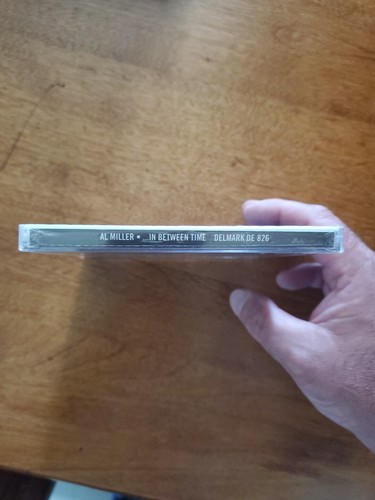 AL MILLER • ...IN BETWEEN TIME DELMARK DE 826